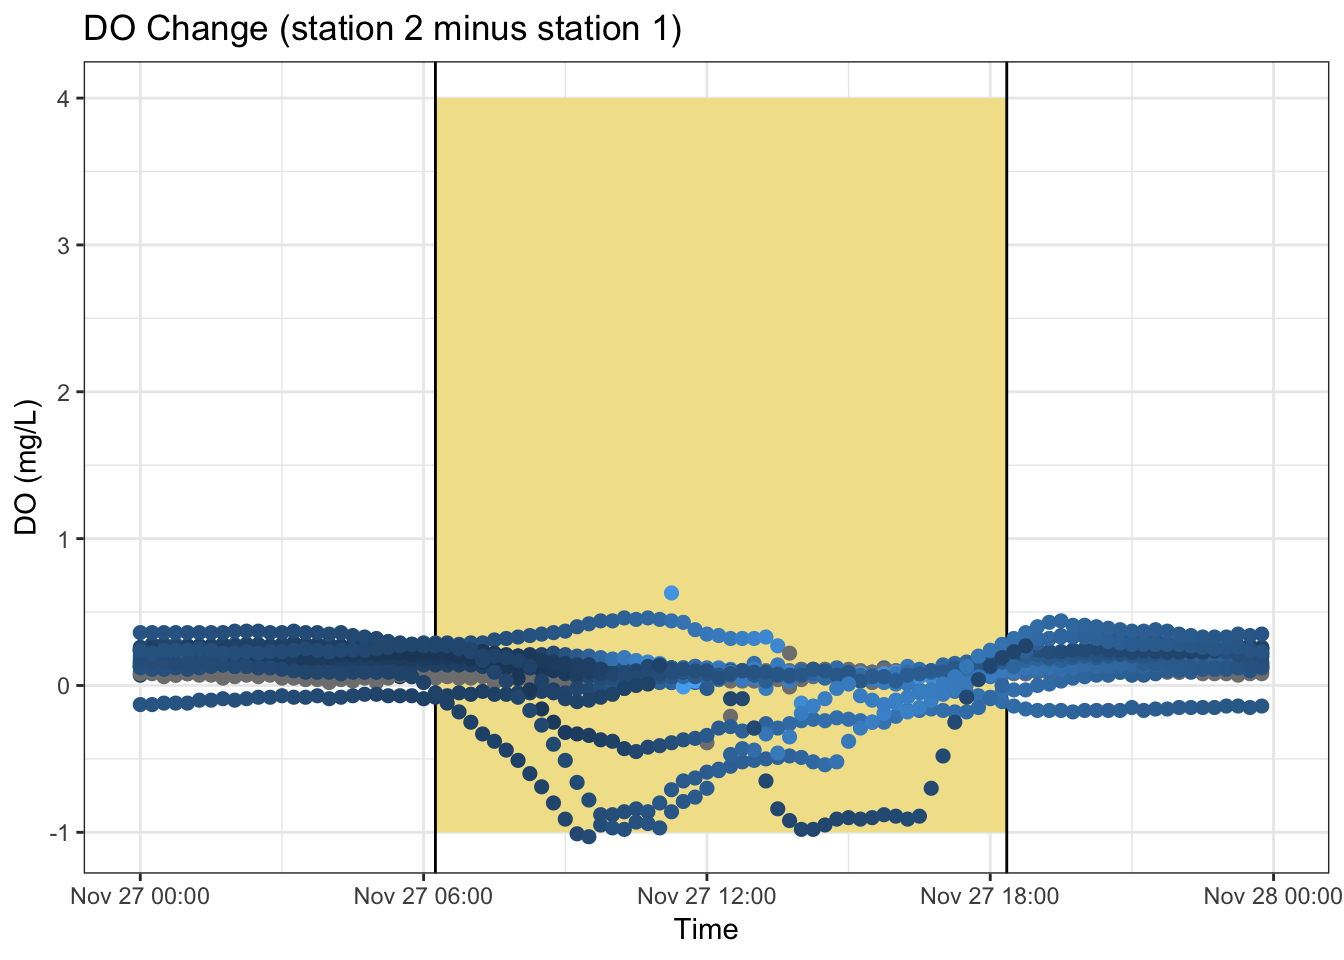 DO Change (station 2 minus station 1)
4
3
2
1
0
-1
DO (mg/L)
Nov 27 00:00
Nov 27 06:00
Nov 27 12:00
Nov 27 18:00
Nov 28 00:00
Time